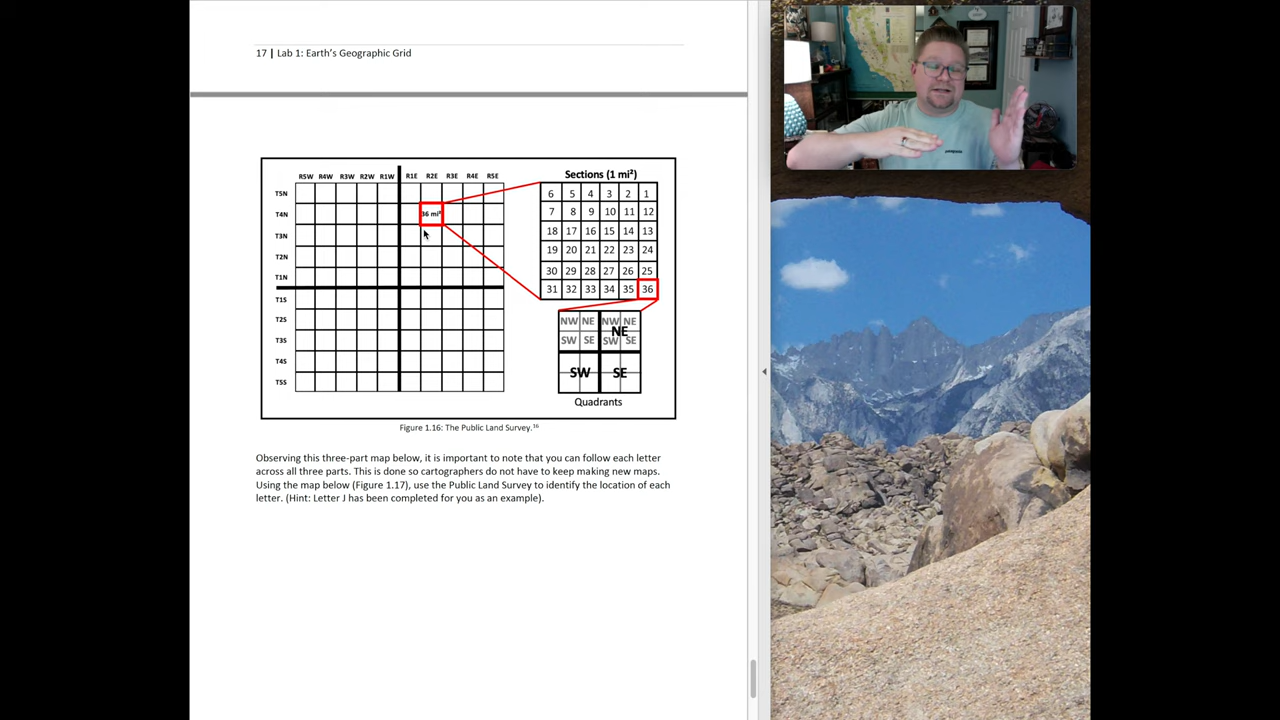 17 | Lab 1: Earth's Geographic Grid
R5W R4W R3W R2W R1W R1E R2E R3E R4E R5E
T5N
T4N
T3N
T2N
T1N
T1S
T2S
T3S
T4S
T5S
36 mi²
Sections (1 mi²)
6 5 4 3 2 1
7 8 9 10 11 12
18 17 16 15 14 13
19 20 21 22 23 24
30 29 28 27 26 25
31 32 33 34 35 36
NW NE NW NE
NE
SW SE SW SE
SW SE
Quadrants
Figure 1.16: The Public Land Survey.¹⁶
Observing this three-part map below, it is important to note that you can follow each letter
across all three parts. This is done so cartographers do not have to keep making new maps.
Using the map below (Figure 1.17), use the Public Land Survey to identify the location of each
letter. (Hint: Letter J has been completed for you as an example).